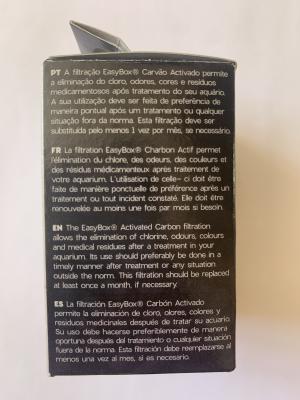 PT A filtração EasyBox® Carvão Activado permite
a eliminação do cloro, odores, cores e resíduos
medicamentosos após tratamento do seu aquário.
A sua utilização deve ser feita de preferência de
maneira pontual após um tratamento ou qualquer
situação fora da norma. Esta filtração deve ser
substituída pelo menos 1 vez por mês, se necessário.
FR La filtration EasyBox® Charbon Actif permet
l'élimination du chlore, des odeurs, des couleurs et
des résidus médicamenteux après traitement de
votre aquarium. L'utilisation de celle- ci doit être
faite de manière ponctuelle de préférence après un
traitement ou tout incident constaté. Elle doit être
renouvelée au moins une fois par mois si besoin.
EN The EasyBox® Activated Carbon filtration
allows the elimination of chlorine, odours, colours
and medical residues after a treatment in your
aquarium. Its use should preferably be done in a
timely manner after treatment or any situation
outside the norm. This filtration should be replaced
at least once a month, if necessary.
ES La filtración EasyBox® Carbón Activado
permite la eliminación de cloro, olores, colores y
residuos medicinales después de tratar su acuario.
Su uso debe hacerse preferiblemente de manera
oportuna después del tratamiento o cualquier situación
fuera de la norma. Esta filtración debe reemplazarse al
menos una vez al mes, si es necesario.